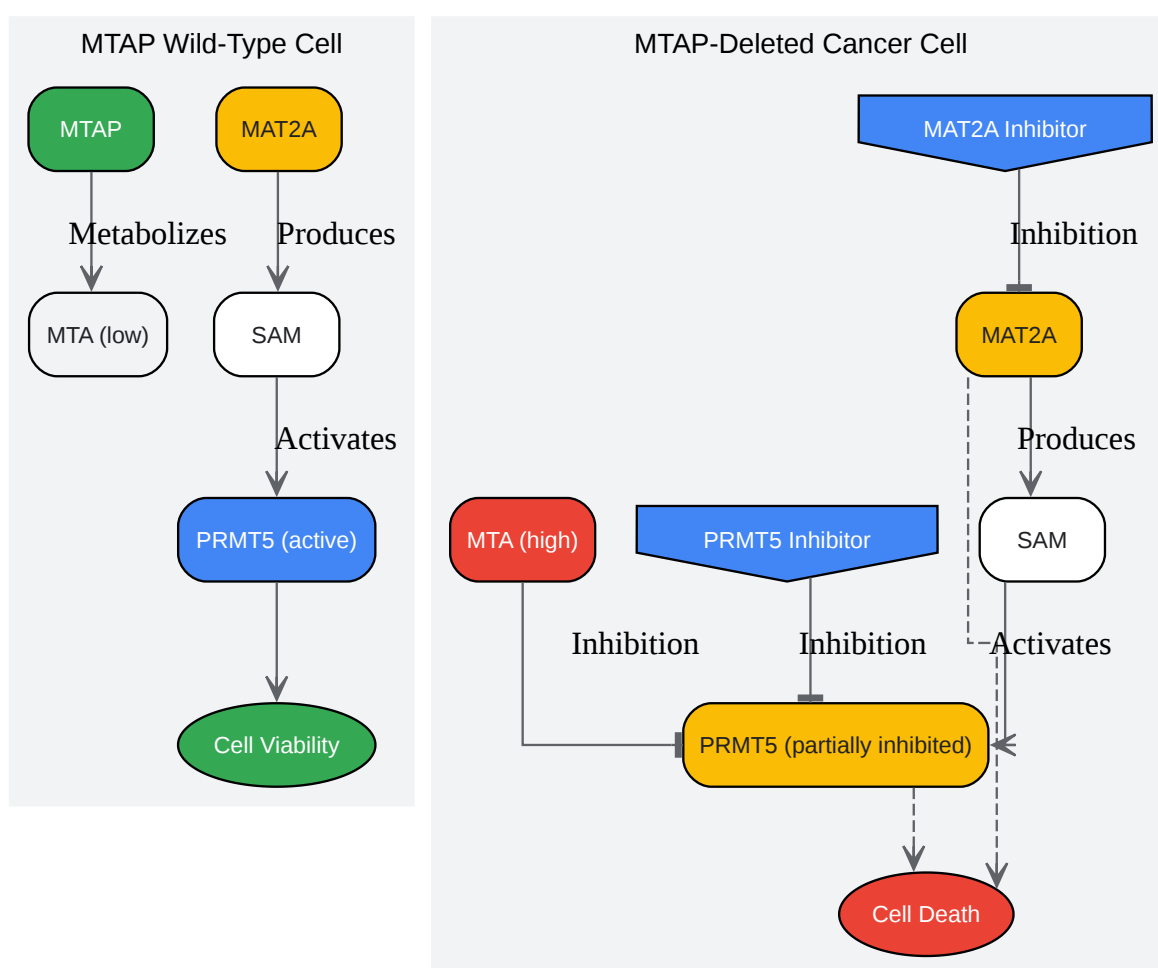 MTAP Wild-Type Cell
MTAP
MAT2A
Metabolizes
Produces
MTA (low)
SAM
Activates
PRMT5 (active)
Cell Viability
MTAP-Deleted Cancer Cell
MAT2A Inhibitor
Inhibition
MAT2A
Produces
MTA (high)
PRMT5 Inhibitor
SAM
Inhibition
Inhibition
Activates
PRMT5 (partially inhibited)
Cell Death